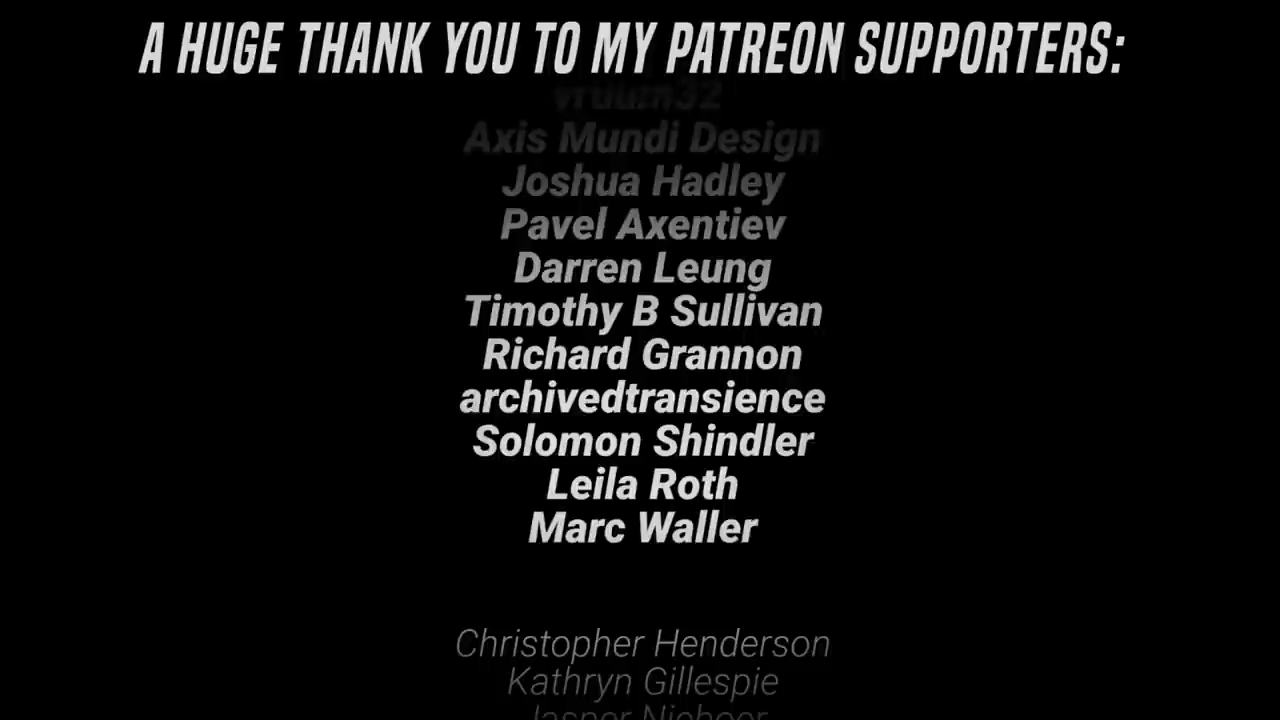 A HUGE THANK YOU TO MY PATREON SUPPORTERS:
Axis Mundi Design
Joshua Hadley
Pavel Axentiev
Darren Leung
Timothy B Sullivan
Richard Grannon
archivedtransience
Solomon Shindler
Leila Roth
Marc Waller
Christopher Henderson
Kathryn Gillespie